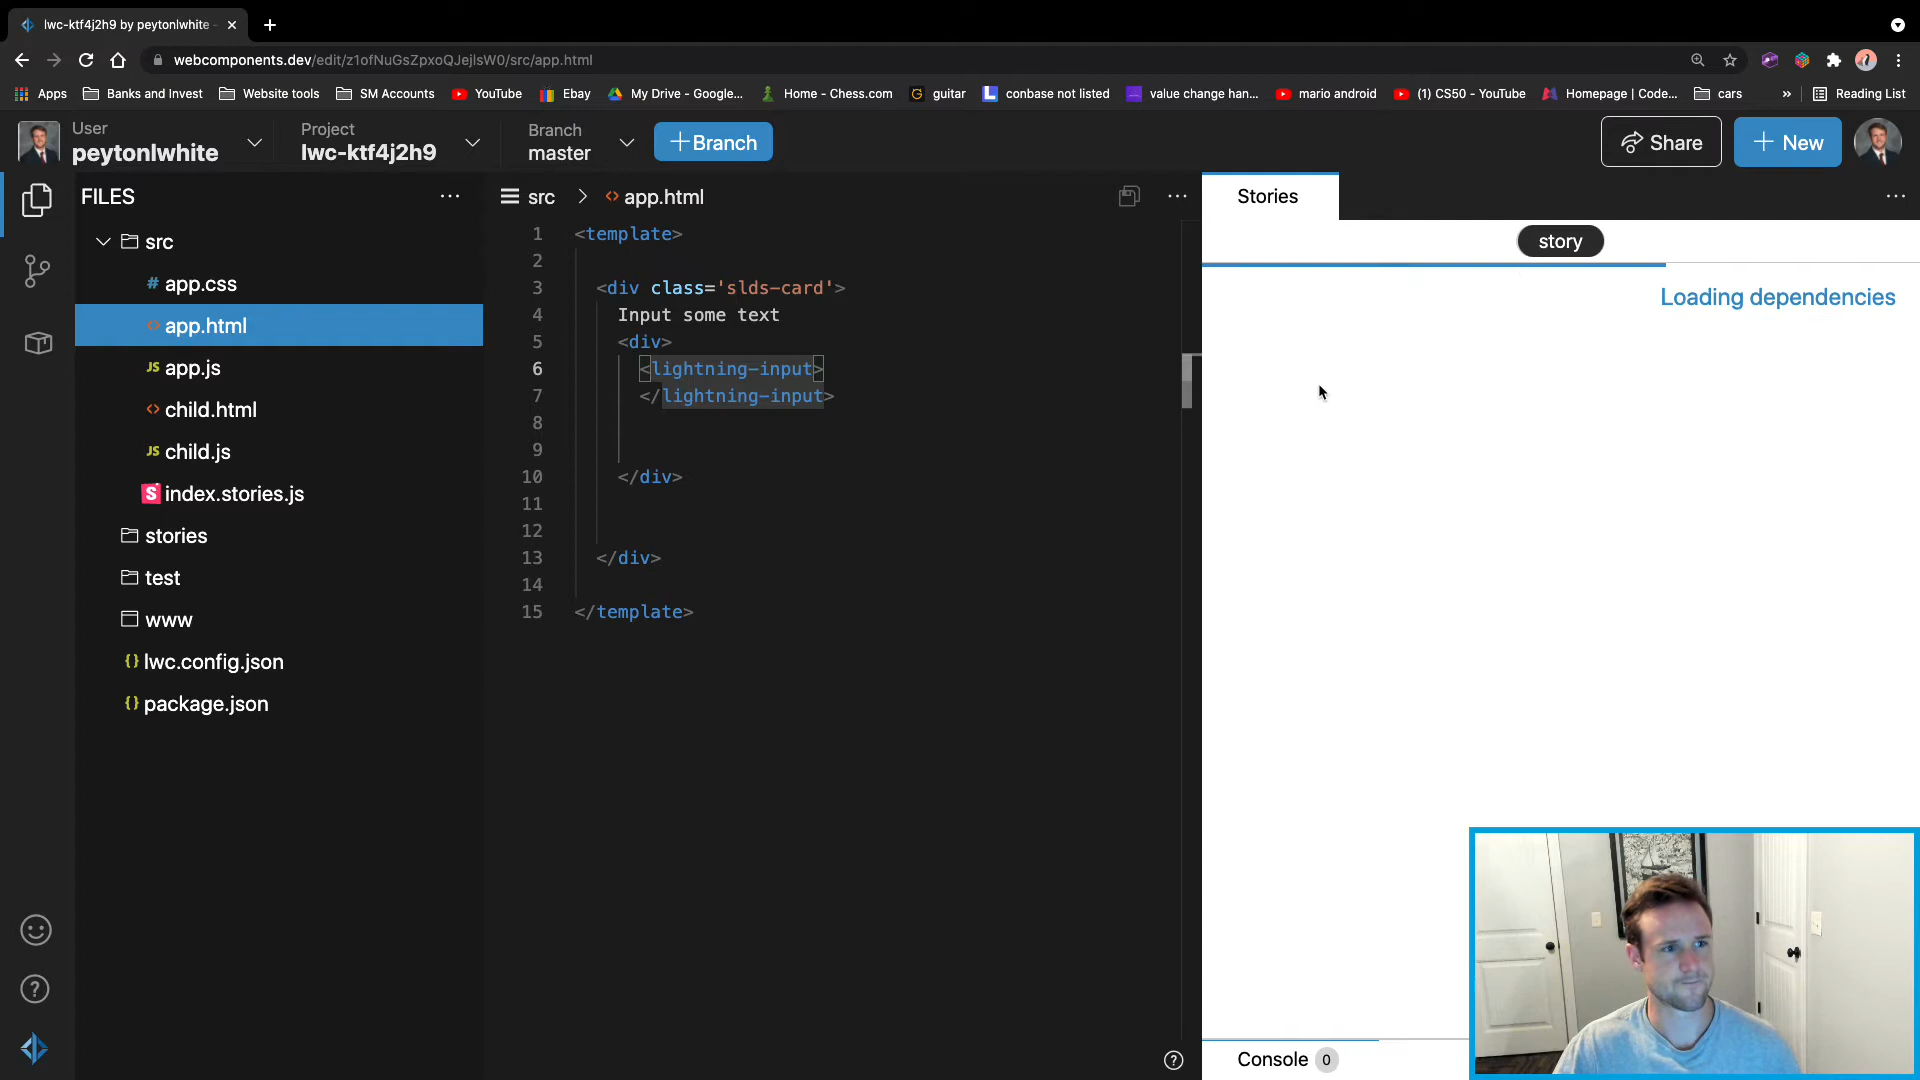 lwc-ktf4j2h9 by peytonlwhite -
webcomponents.dev/edit/z1ofNuGsZpxoQJejlsW0/src/app.html
Apps Banks and Invest Website tools SM Accounts YouTube Ebay My Drive - Google... Home - Chess.com guitar conbase not listed value change han... mario android (1) CS50 - YouTube Homepage | Code... cars » Reading List
User
peytonlwhite
Project
lwc-ktf4j2h9
Branch
master
+Branch
Share
+ New
FILES
src
# app.css
<> app.html
JS app.js
<> child.html
JS child.js
S index.stories.js
stories
test
www
{} lwc.config.json
{} package.json
src > <> app.html
1 <template>
2
3 <div class='slds-card'>
4 Input some text
5 <div>
6 <lightning-input>
7 </lightning-input>
8
9
10 </div>
11
12
13 </div>
14
15 </template>
Stories
story
Loading dependencies
Console 0